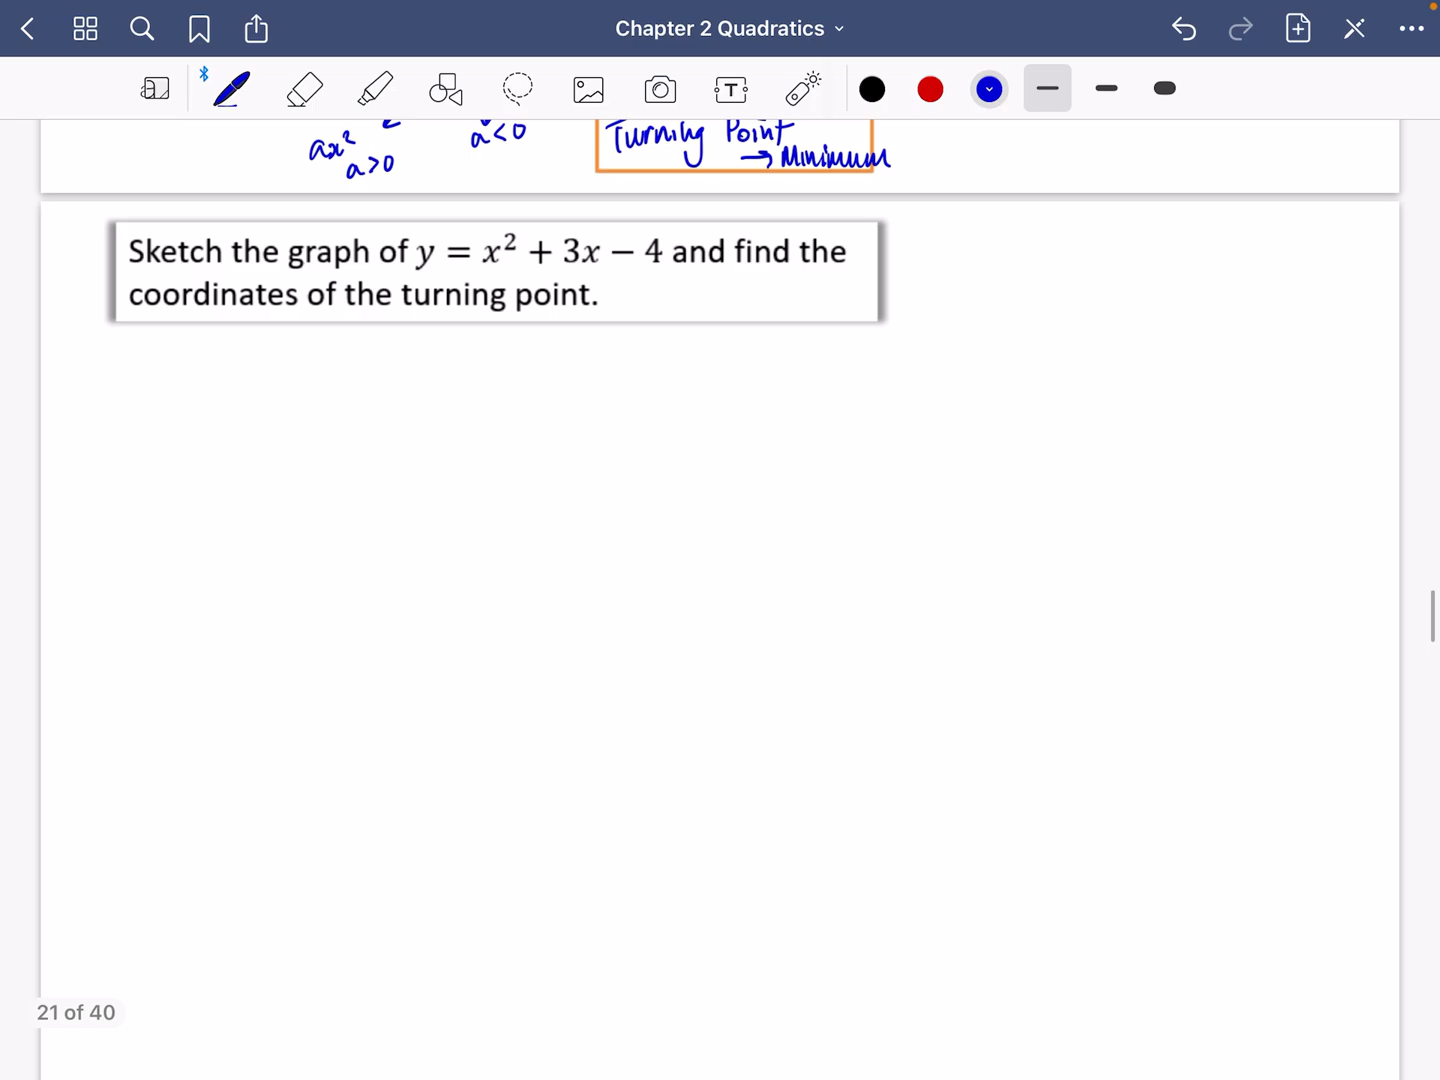 Chapter 2 Quadratics
T
ax²
a>0
a<0
Turning Point
→ Minimum
Sketch the graph of y = x² + 3x − 4 and find the
coordinates of the turning point.
21 of 40